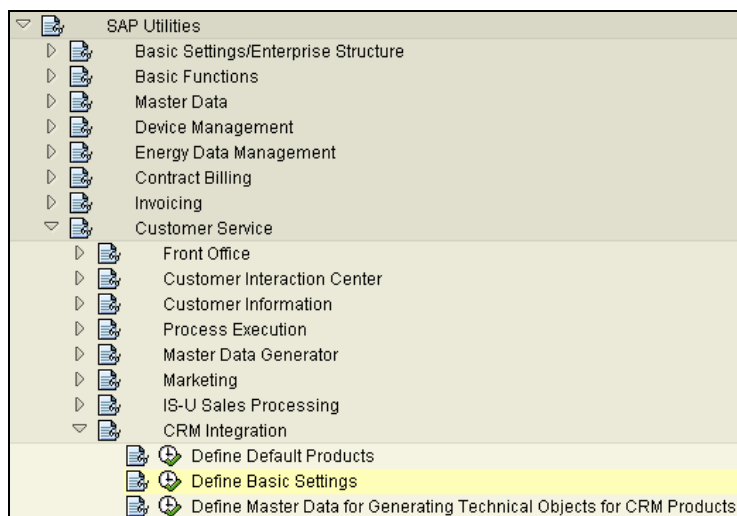 SAP Utilities
Basic Settings/Enterprise Structure
Basic Functions
Master Data
Device Management
Energy Data Management
Contract Billing
Invoicing
Customer Service
Front Office
Customer Interaction Center
Customer Information
Process Execution
Master Data Generator
Marketing
IS-U Sales Processing
CRM Integration
Define Default Products
Define Basic Settings
Define Master Data for Generating Technical Objects for CRM Products